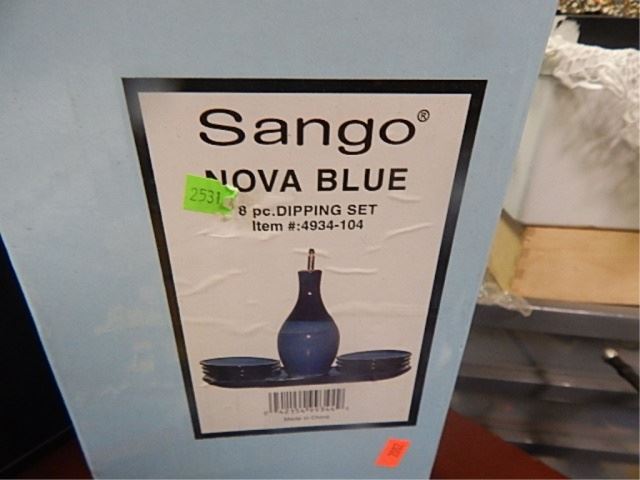 Sango®
NOVA BLUE
2531
8 pc.DIPPING SET
Item #:4934-104
Made in China